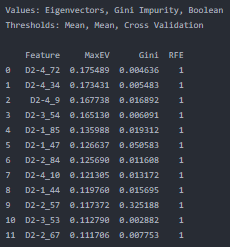 Values: Eigenvectors, Gini Impurity, Boolean
Thresholds: Mean, Mean, Cross Validation
Feature MaxEV Gini RFE
0 D2-4_72 0.175489 0.004636 1
1 D2-4_34 0.173431 0.005483 1
2 D2-4_9 0.167738 0.016892 1
3 D2-3_54 0.165130 0.006091 1
4 D2-1_85 0.135988 0.019312 1
5 D2-1_47 0.126637 0.050583 1
6 D2-2_84 0.125690 0.011608 1
7 D2-4_10 0.121305 0.013172 1
8 D2-1_44 0.119760 0.015695 1
9 D2-2_57 0.117372 0.325188 1
10 D2-3_53 0.112790 0.002882 1
11 D2-2_67 0.111706 0.007753 1